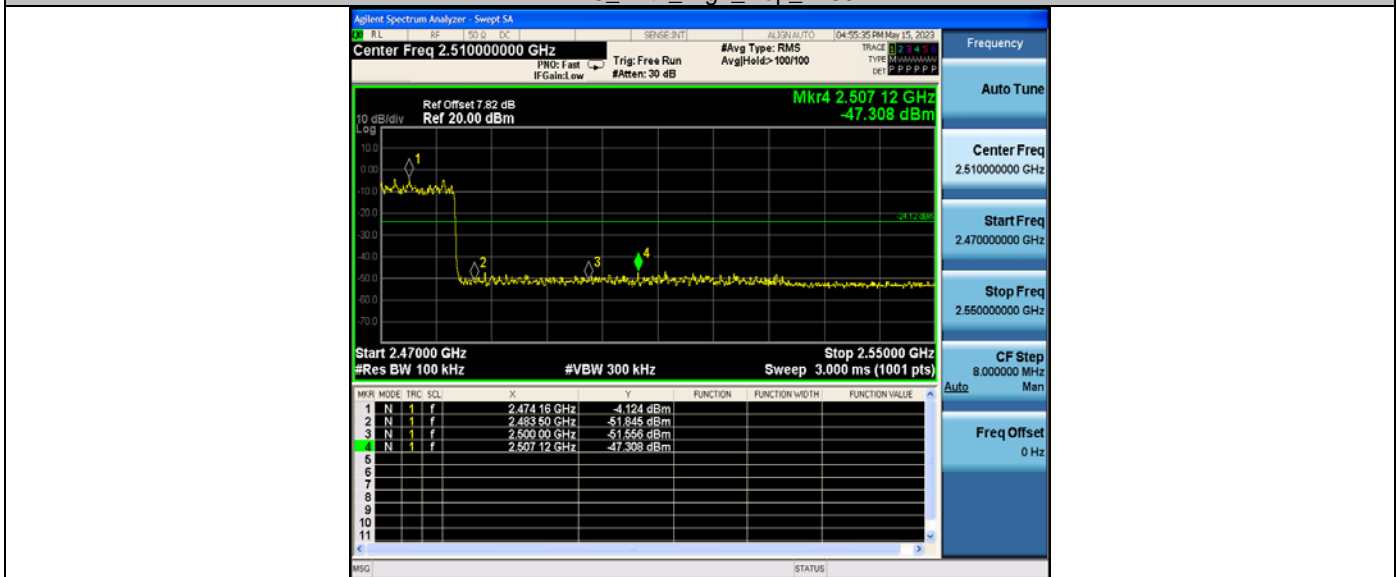 Agilent Spectrum Analyzer - Swept SA
RL RF 50 Ω DC SENSE:INT ALIGN AUTO 04:55:35 PM May 15, 2023
Center Freq 2.510000000 GHz
PNO: Fast
IFGain:Low
Trig: Free Run
#Atten: 30 dB
#Avg Type: RMS
Avg|Hold:>100/100
TRACE 1 2 3 4 5 6
TYPE M
DET P P P P P P
Mkr4 2.507 12 GHz
-47.308 dBm
Ref Offset 7.82 dB
10 dB/div Ref 20.00 dBm
Log
10.0
0.00
-10.0
-20.0
-30.0
-40.0
-50.0
-60.0
-70.0
1
2
3
4
-24.12 dBm
Start 2.47000 GHz Stop 2.55000 GHz
#Res BW 100 kHz #VBW 300 kHz Sweep 3.000 ms (1001 pts)
MKR MODE TRC SCL X Y FUNCTION FUNCTION WIDTH FUNCTION VALUE
1 N 1 f 2.474 16 GHz -4.124 dBm
2 N 1 f 2.483 50 GHz -51.845 dBm
3 N 1 f 2.500 00 GHz -51.556 dBm
4 N 1 f 2.507 12 GHz -47.308 dBm
5
6
7
8
9
10
11
MSG STATUS
Frequency
Auto Tune
Center Freq
2.510000000 GHz
Start Freq
2.470000000 GHz
Stop Freq
2.550000000 GHz
CF Step
8.000000 MHz
Auto Man
Freq Offset
0 Hz